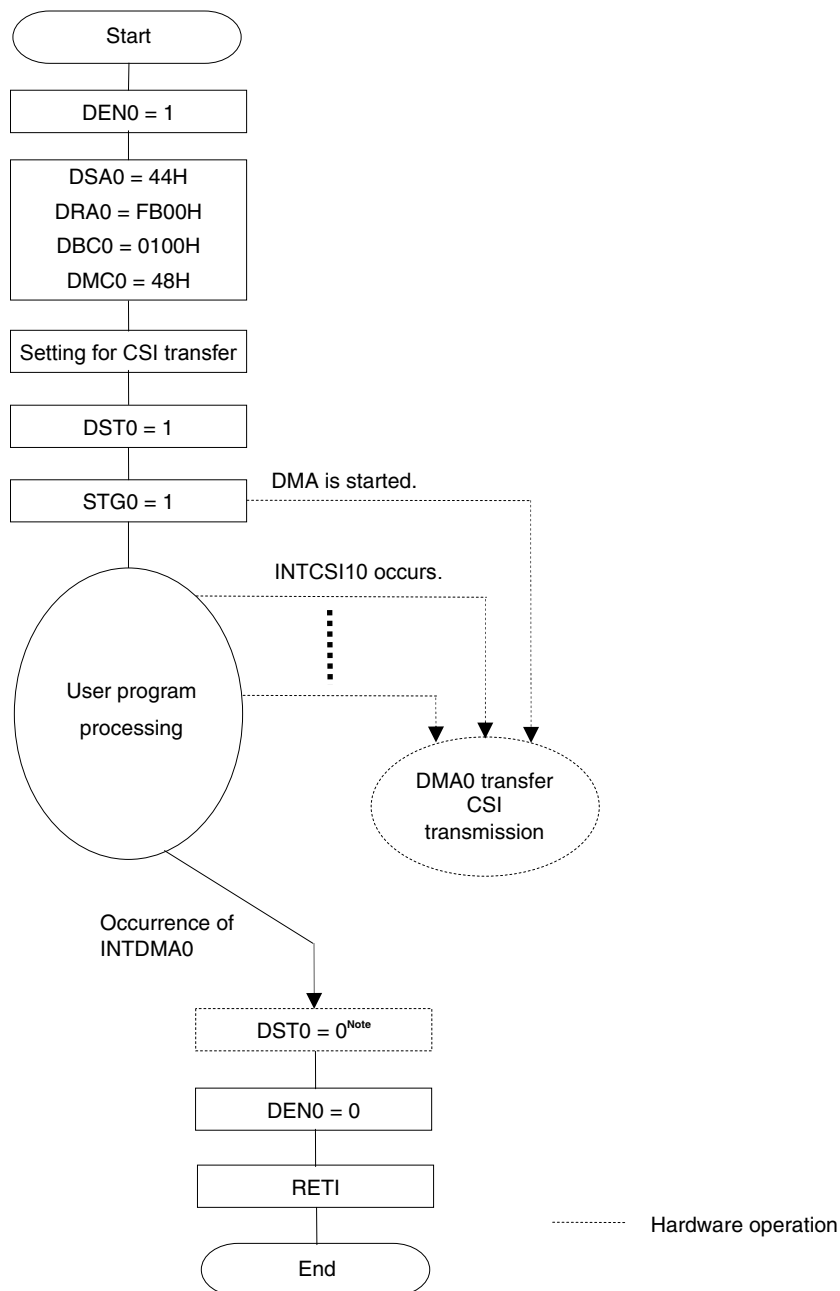 Start
DEN0 = 1
DSA0 = 44H
DRA0 = FB00H
DBC0 = 0100H
DMC0 = 48H
Setting for CSI transfer
DST0 = 1
STG0 = 1
DMA is started.
INTCSI10 occurs.
User program
processing
DMA0 transfer
CSI
transmission
Occurrence of
INTDMA0
DST0 = 0Note
DEN0 = 0
RETI
Hardware operation
End